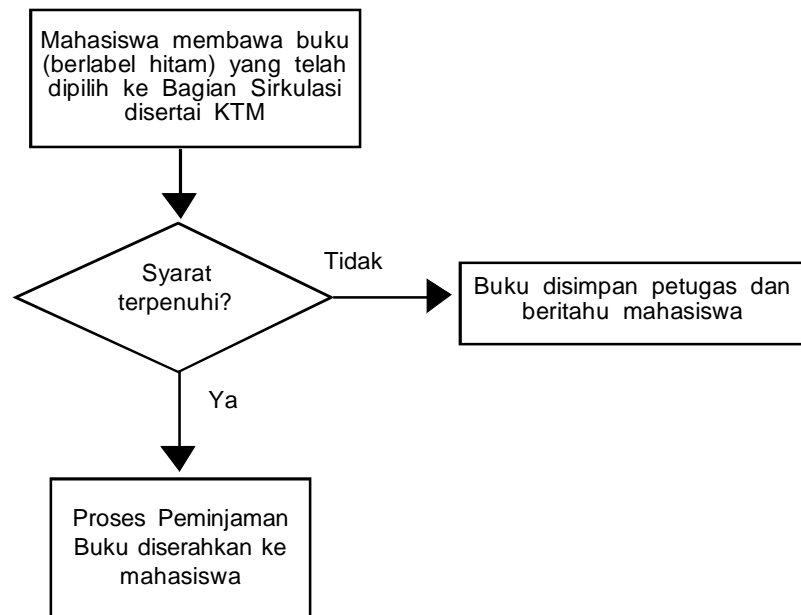 Mahasiswa membawa buku
(berlabel hitam) yang telah
dipilih ke Bagian Sirkulasi
disertai KTM
Syarat
terpenuhi?
Tidak
Buku disimpan petugas dan
beritahu mahasiswa
Ya
Proses Peminjaman
Buku diserahkan ke
mahasiswa